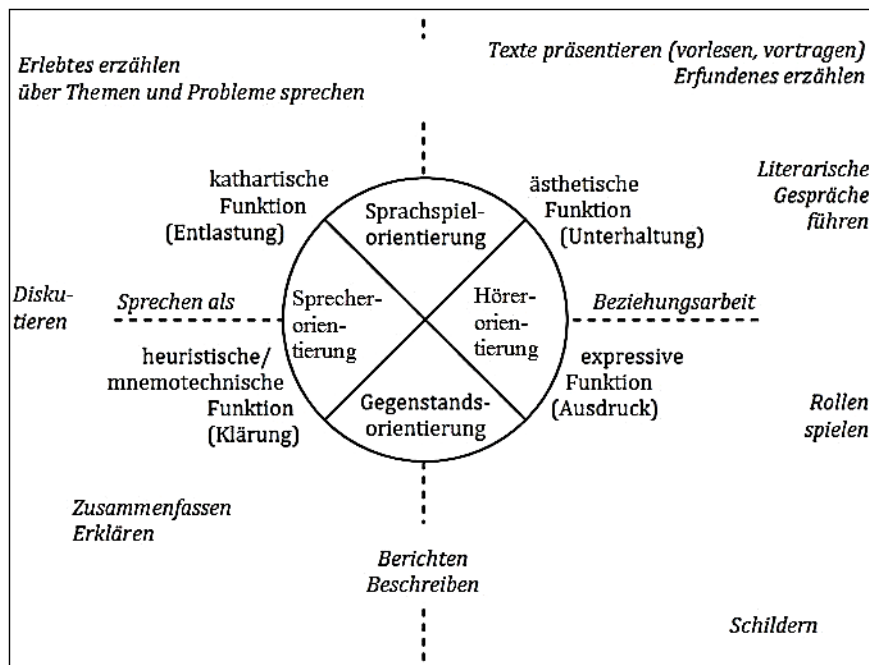 Erlebtes erzählen
über Themen und Probleme sprechen
Texte präsentieren (vorlesen, vortragen)
Erfundenes erzählen
kathartische
Funktion
(Entlastung)
Sprachspiel-
orientierung
ästhetische
Funktion
(Unterhaltung)
Literarische
Gespräche
führen
Disku-
tieren
Sprechen als
Sprecher-
orien-
tierung
Hörer-
orien-
tierung
Beziehungsarbeit
heuristische/
mnemotechnische
Funktion
(Klärung)
Gegenstands-
orientierung
expressive
Funktion
(Ausdruck)
Rollen
spielen
Zusammenfassen
Erklären
Berichten
Beschreiben
Schildern